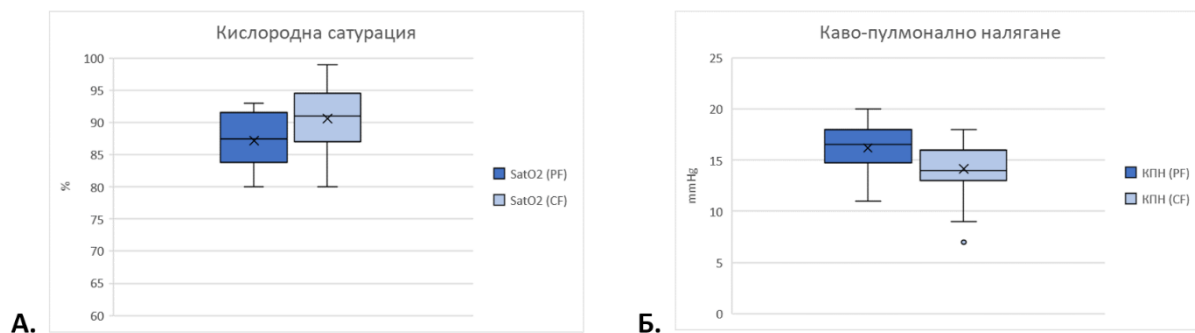 Кислородна сатурация
100
95
90
85
80
75
70
65
60
%
SatO2 (PF)
SatO2 (CF)
А.
Каво-пулмонално налягане
25
20
15
10
5
0
mmHg
КПН (PF)
КПН (CF)
Б.